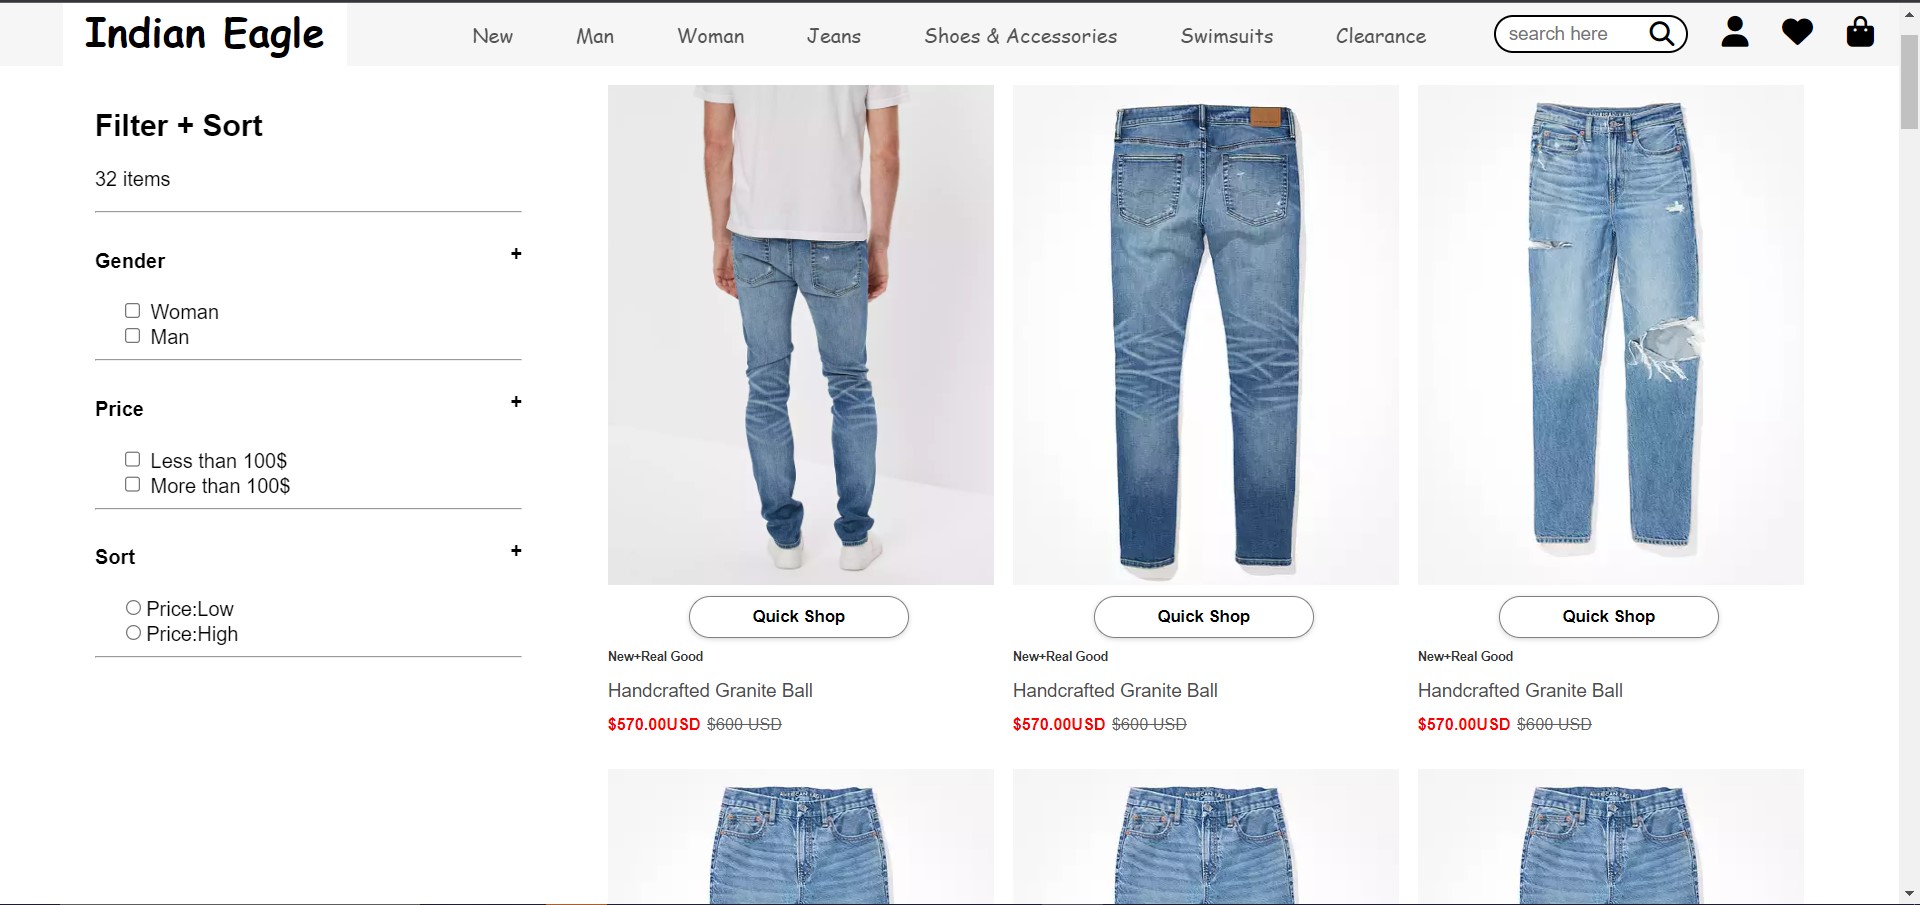 Indian Eagle
New Man Woman Jeans Shoes & Accessories Swimsuits Clearance
search here
Filter + Sort
32 items
Gender +
Woman
Man
Price +
Less than 100$
More than 100$
Sort +
Price:Low
Price:High
Quick Shop Quick Shop Quick Shop
New+Real Good New+Real Good New+Real Good
Handcrafted Granite Ball Handcrafted Granite Ball Handcrafted Granite Ball
$570.00USD $600 USD $570.00USD $600 USD $570.00USD $600 USD